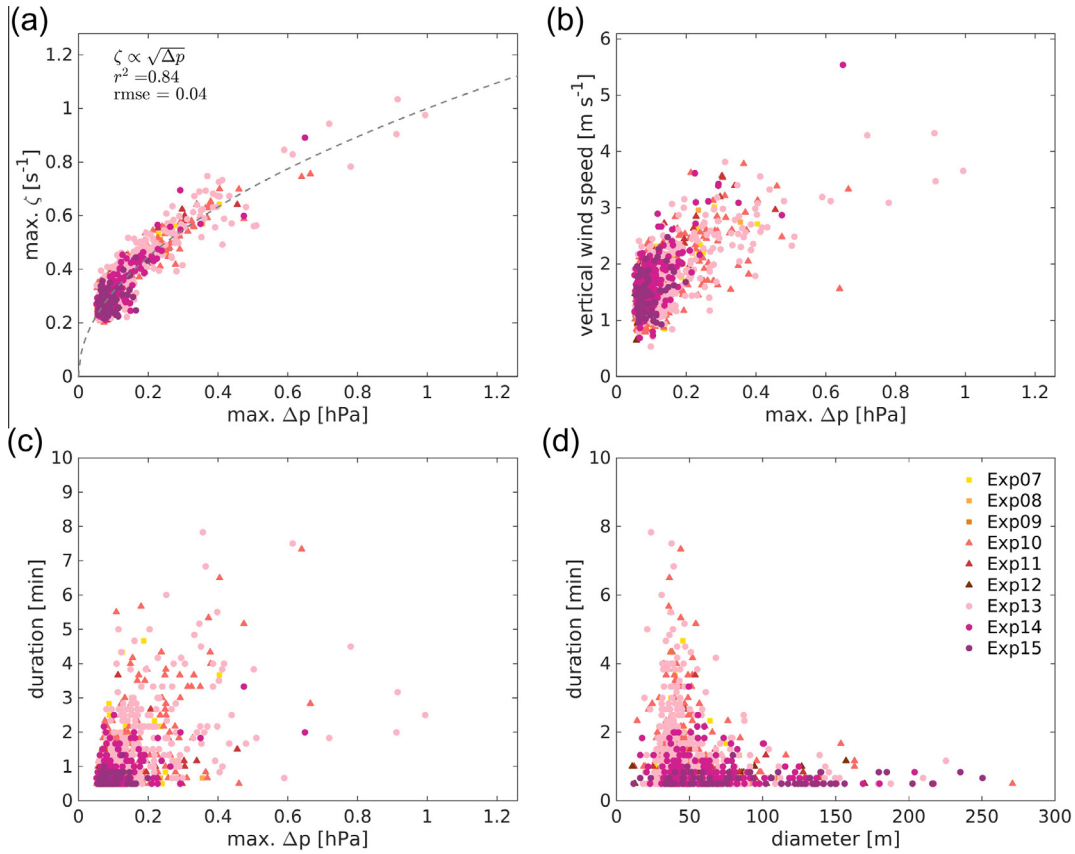 (a)
ζ ∝ √Δp
r² =0.84
rmse = 0.04
max. ζ [s⁻¹]
1.2
1
0.8
0.6
0.4
0.2
0
0 0.2 0.4 0.6 0.8 1 1.2
max. Δp [hPa]
(b)
vertical wind speed [m s⁻¹]
6
5
4
3
2
1
0
0 0.2 0.4 0.6 0.8 1 1.2
max. Δp [hPa]
(c)
duration [min]
10
9
8
7
6
5
4
3
2
1
0
0 0.2 0.4 0.6 0.8 1 1.2
max. Δp [hPa]
(d)
duration [min]
10
8
6
4
2
0
0 50 100 150 200 250 300
diameter [m]
Exp07
Exp08
Exp09
Exp10
Exp11
Exp12
Exp13
Exp14
Exp15